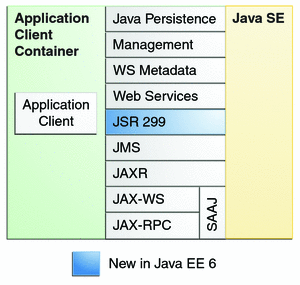 Application
Client
Container
Application
Client
Java Persistence
Management
WS Metadata
Web Services
JSR 299
JMS
JAXR
JAX-WS
JAX-RPC
SAAJ
Java SE
New in Java EE 6